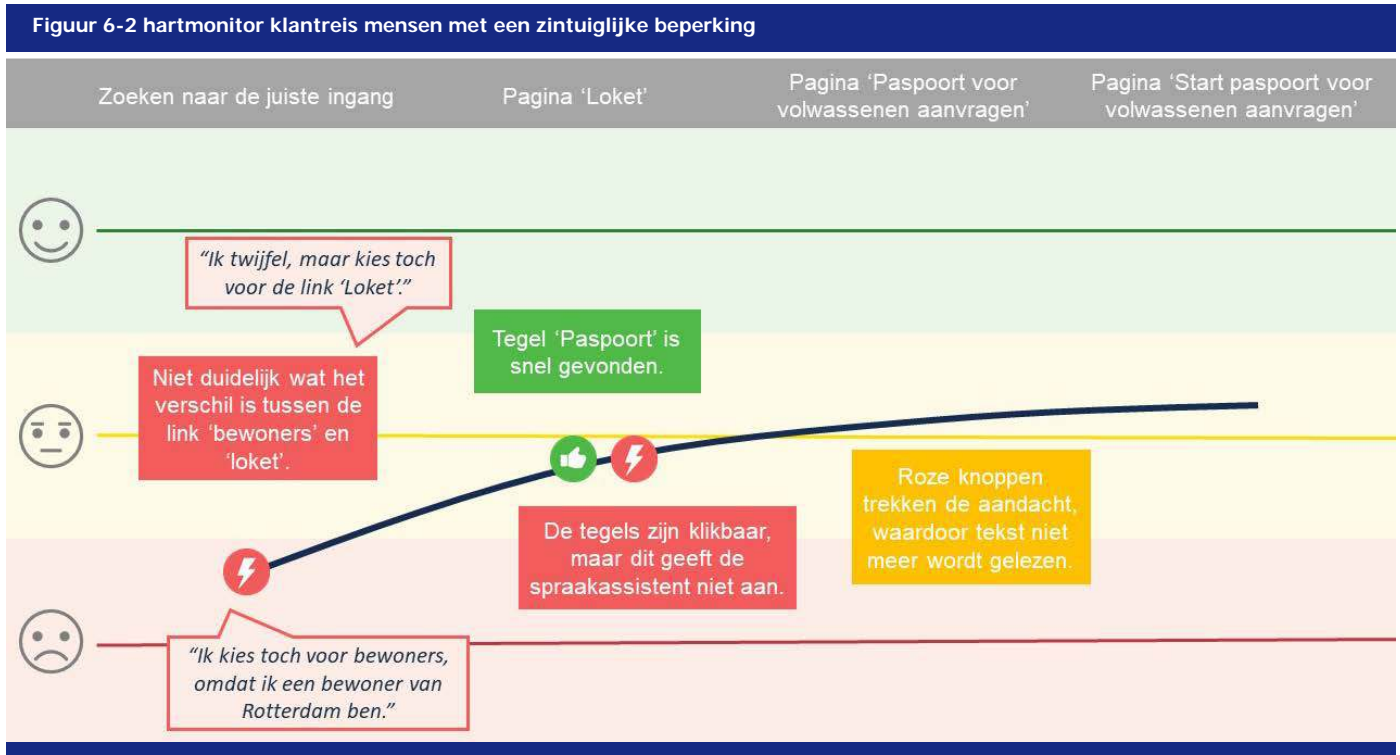 Figuur 6-2 hartmonitor klantreis mensen met een zintuiglijke beperking
Zoeken naar de juiste ingang
Pagina ‘Loket’
Pagina ‘Paspoort voor
volwassenen aanvragen’
Pagina ‘Start paspoort voor
volwassenen aanvragen’
“Ik twijfel, maar kies toch
voor de link ‘Loket’.”
Niet duidelijk wat het
verschil is tussen de
link ‘bewoners’ en
‘loket’.
“Ik kies toch voor bewoners,
omdat ik een bewoner van
Rotterdam ben.”
Tegel ‘Paspoort’ is
snel gevonden.
De tegels zijn klikbaar,
maar dit geeft de
spraakassistent niet aan.
Roze knoppen
trekken de aandacht,
waardoor tekst niet
meer wordt gelezen.